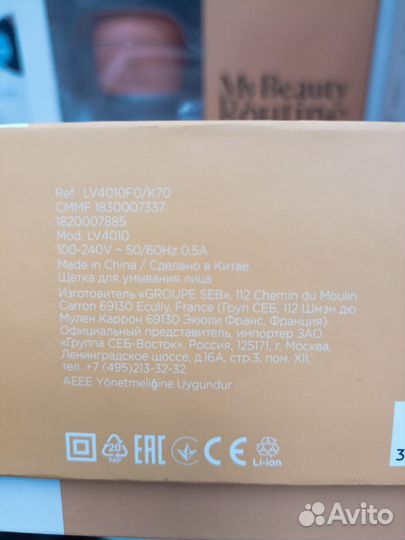 My Beauty
Routine
Ref. LV4010F0/K70
CMMF 1830007337
1820007885
Mod. LV4010
100-240V ~ 50/60Hz 0,5A
Made in China / Сделано в Китае
Щетка для умывания лица
Изготовитель «GROUPE SEB», 112 Chemin du Moulin
Carron 69130 Ecully, France (Груп СЕБ, 112 Шмэн дю
Мулен Каррон 69130 Экюли Франс, Франция).
Официальный представитель, импортер ЗАО
"Группа СЕБ-Восток", Россия, 125171, г. Москва,
Ленинградское шоссе, д.16А, стр.3, пом. XII,
тел. +7 (495)213-32-32
AEEE Yönetmeliğine Uygundur
20
PAP
EAC
CE
Li-ion
3
Avito